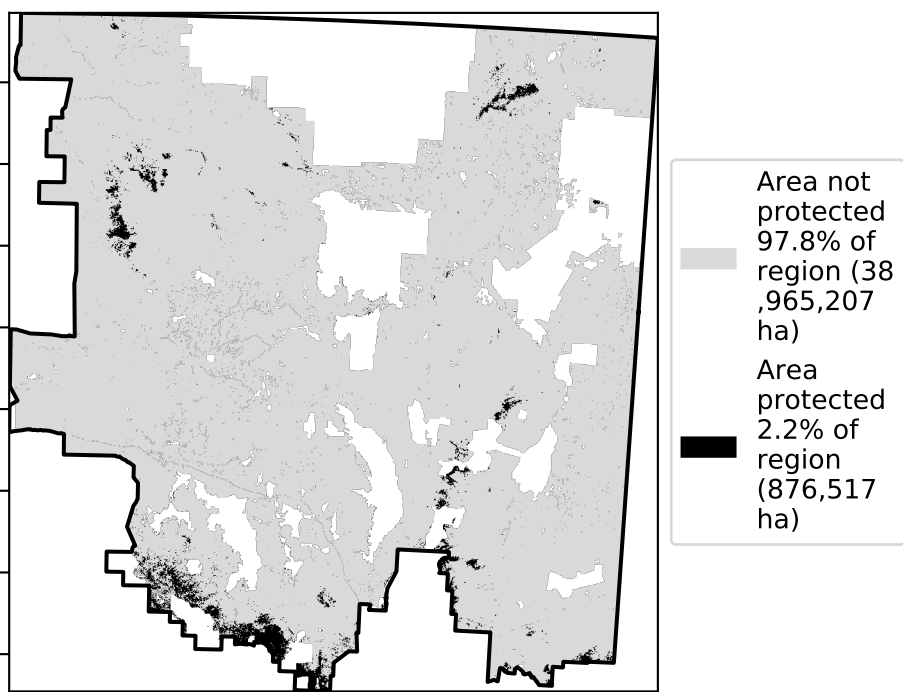 Area not
protected
97.8% of
region (38
,965,207
ha)
Area
protected
2.2% of
region
(876,517
ha)